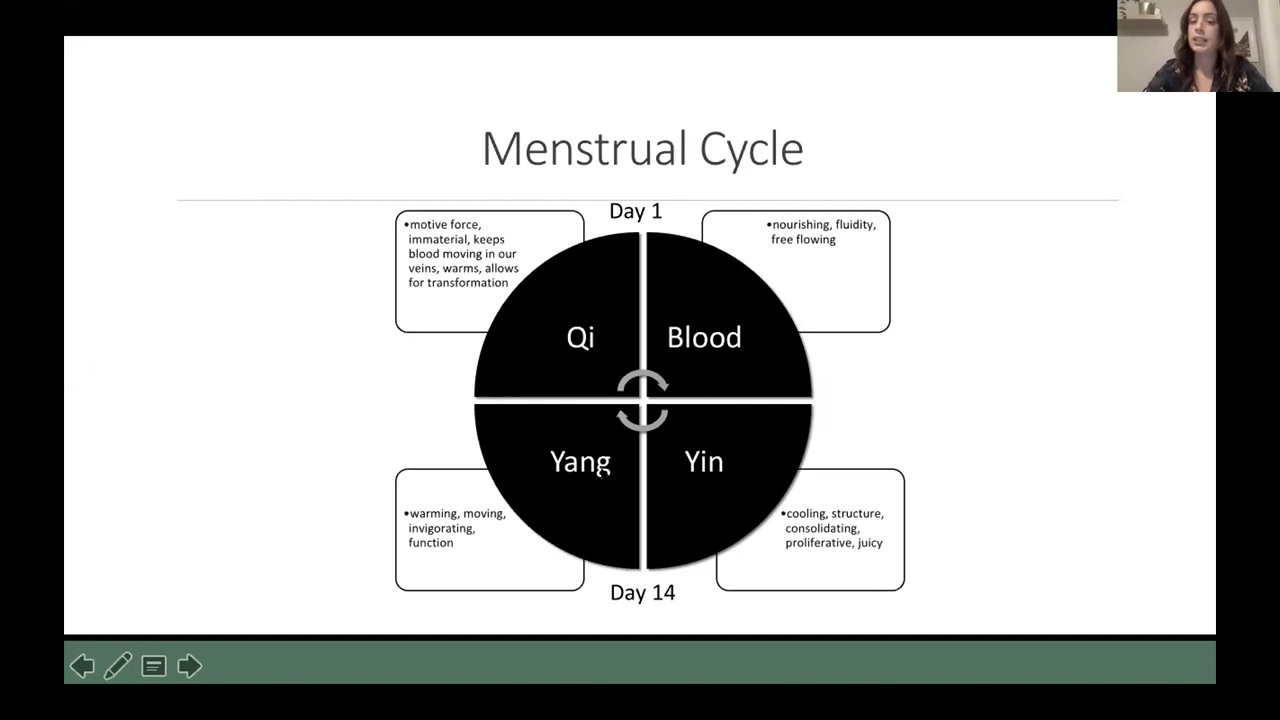 Menstrual Cycle
Day 1
•motive force,
immaterial, keeps
blood moving in our
veins, warms, allows
for transformation
•nourishing, fluidity,
free flowing
Qi
Blood
Yang
Yin
•warming, moving,
invigorating,
function
•cooling, structure,
consolidating,
proliferative, juicy
Day 14